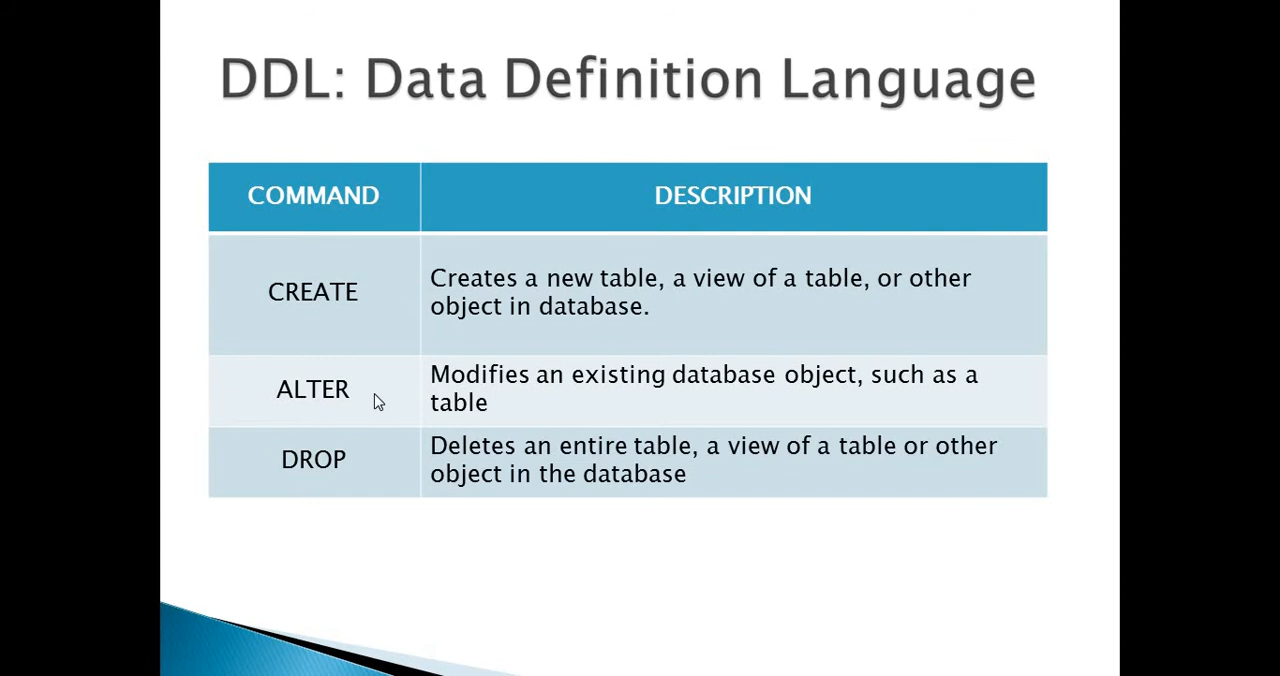 DDL: Data Definition Language
COMMAND
DESCRIPTION
CREATE
Creates a new table, a view of a table, or other
object in database.
ALTER
Modifies an existing database object, such as a
table
DROP
Deletes an entire table, a view of a table or other
object in the database